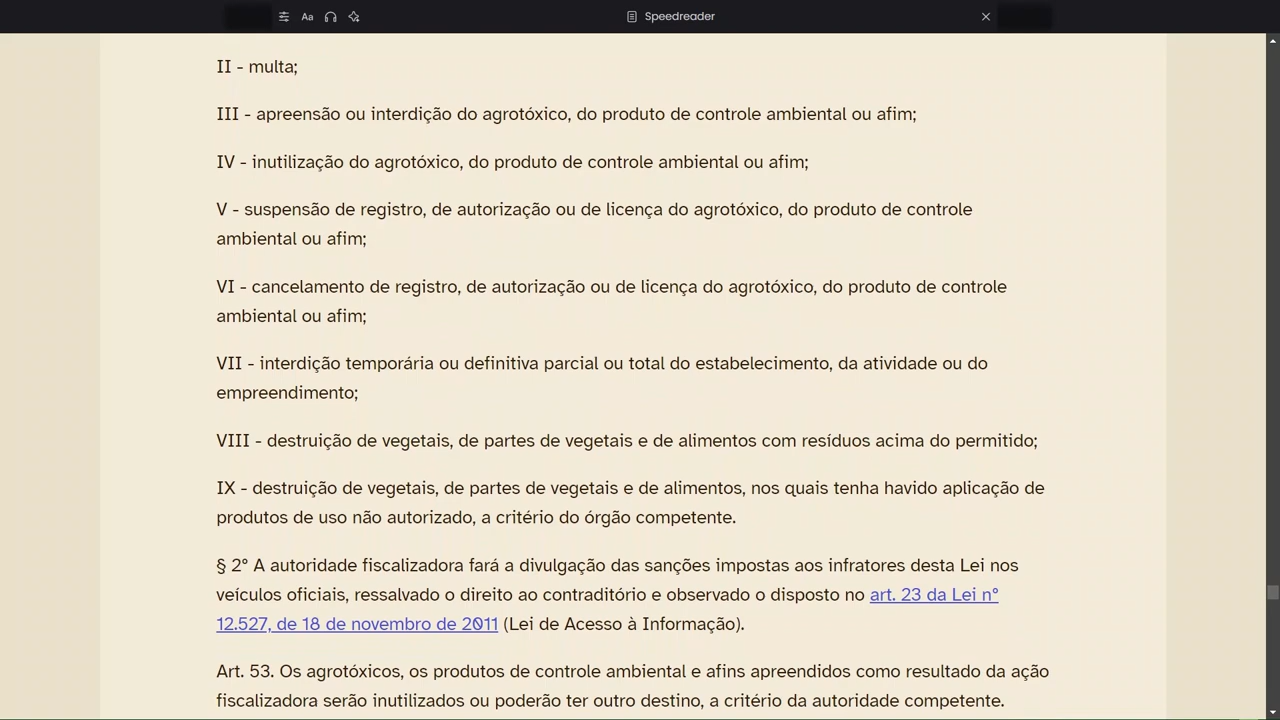 Aa
Speedreader
II - multa;
III - apreensão ou interdição do agrotóxico, do produto de controle ambiental ou afim;
IV - inutilização do agrotóxico, do produto de controle ambiental ou afim;
V - suspensão de registro, de autorização ou de licença do agrotóxico, do produto de controle
ambiental ou afim;
VI - cancelamento de registro, de autorização ou de licença do agrotóxico, do produto de controle
ambiental ou afim;
VII - interdição temporária ou definitiva parcial ou total do estabelecimento, da atividade ou do
empreendimento;
VIII - destruição de vegetais, de partes de vegetais e de alimentos com resíduos acima do permitido;
IX - destruição de vegetais, de partes de vegetais e de alimentos, nos quais tenha havido aplicação de
produtos de uso não autorizado, a critério do órgão competente.
§ 2º A autoridade fiscalizadora fará a divulgação das sanções impostas aos infratores desta Lei nos
veículos oficiais, ressalvado o direito ao contraditório e observado o disposto no art. 23 da Lei nº
12.527, de 18 de novembro de 2011 (Lei de Acesso à Informação).
Art. 53. Os agrotóxicos, os produtos de controle ambiental e afins apreendidos como resultado da ação
fiscalizadora serão inutilizados ou poderão ter outro destino, a critério da autoridade competente.